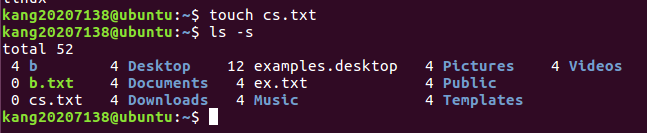 kang20207138@ubuntu:~$ touch cs.txt
kang20207138@ubuntu:~$ ls -s
total 52
4 b 4 Desktop 12 examples.desktop 4 Pictures 4 Videos
0 b.txt 4 Documents 4 ex.txt 4 Public
0 cs.txt 4 Downloads 4 Music 4 Templates
kang20207138@ubuntu:~$